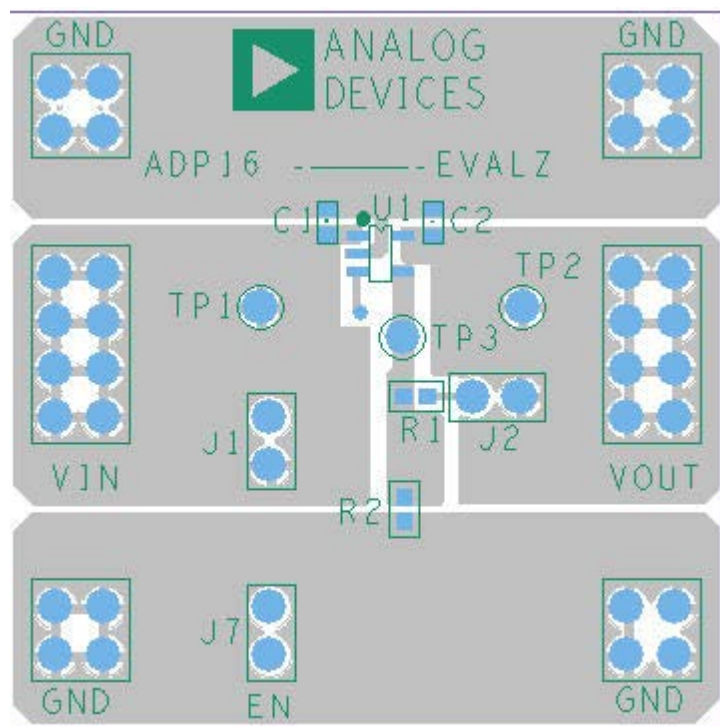 GND
ANALOG
DEVICES
GND
ADP16 ------- EVALZ
C1
U1
C2
TP1
TP2
TP3
J1
R1
J2
VIN
R2
VOUT
J7
GND
EN
GND